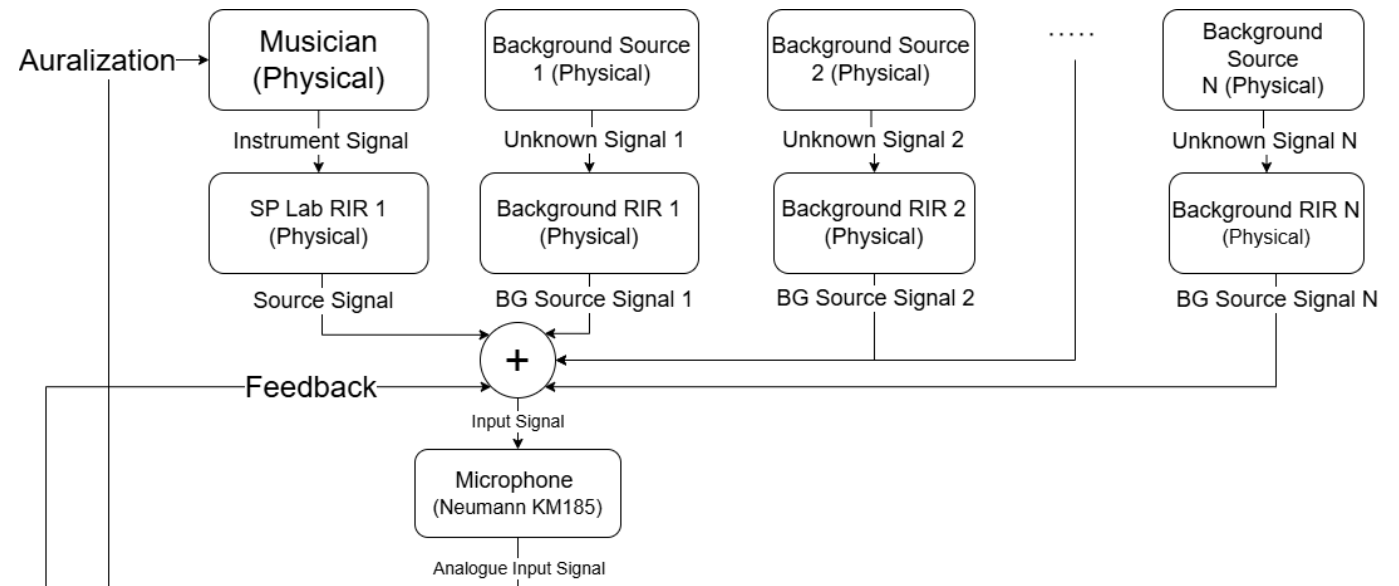 Auralization
Musician
(Physical)
Background Source
1 (Physical)
Background Source
2 (Physical)
.....
Background
Source
N (Physical)
Instrument Signal
Unknown Signal 1
Unknown Signal 2
Unknown Signal N
SP Lab RIR 1
(Physical)
Background RIR 1
(Physical)
Background RIR 2
(Physical)
Background RIR N
(Physical)
Source Signal
BG Source Signal 1
BG Source Signal 2
BG Source Signal N
+
Feedback
Input Signal
Microphone
(Neumann KM185)
Analogue Input Signal